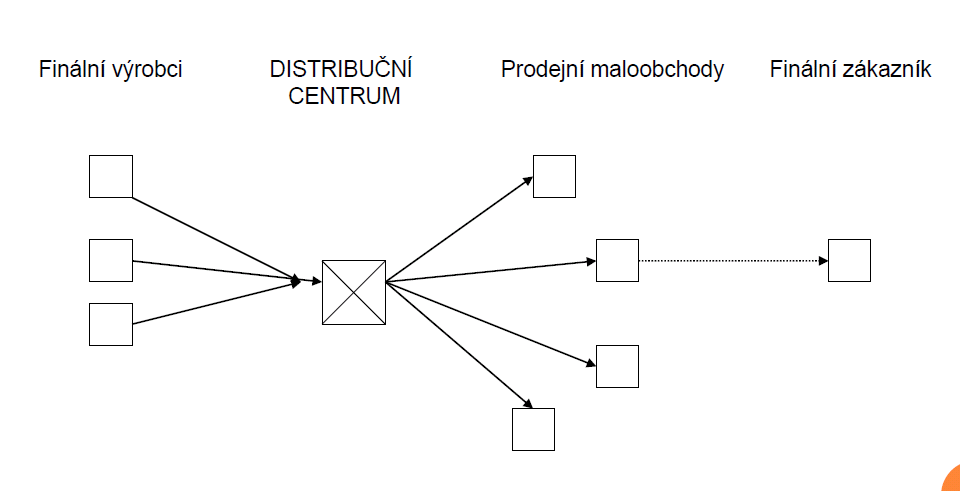 Finální výrobci
DISTRIBUČNÍ
CENTRUM
Prodejní maloobchody
Finální zákazník